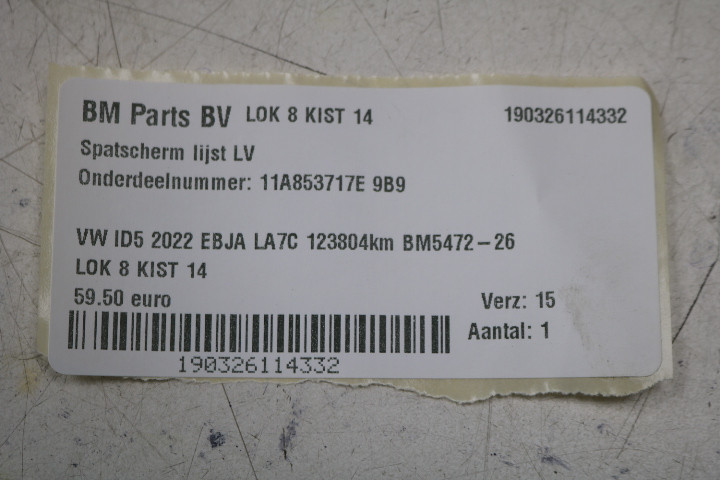 BM Parts BV LOK 8 KIST 14 190326114332
Spatscherm lijst LV
Onderdeelnummer: 11A853717E 9B9
VW ID5 2022 EBJA LA7C 123804km BM5472-26
LOK 8 KIST 14
59.50 euro Verz: 15
Aantal: 1
190326114332